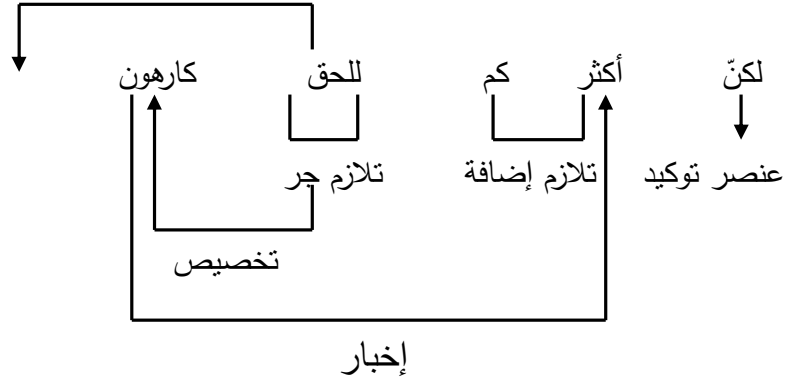 لكنّ أكثر كم للحق كارهون
عنصر توكيد تلازم إضافة تلازم جر
تخصيص
إخبار